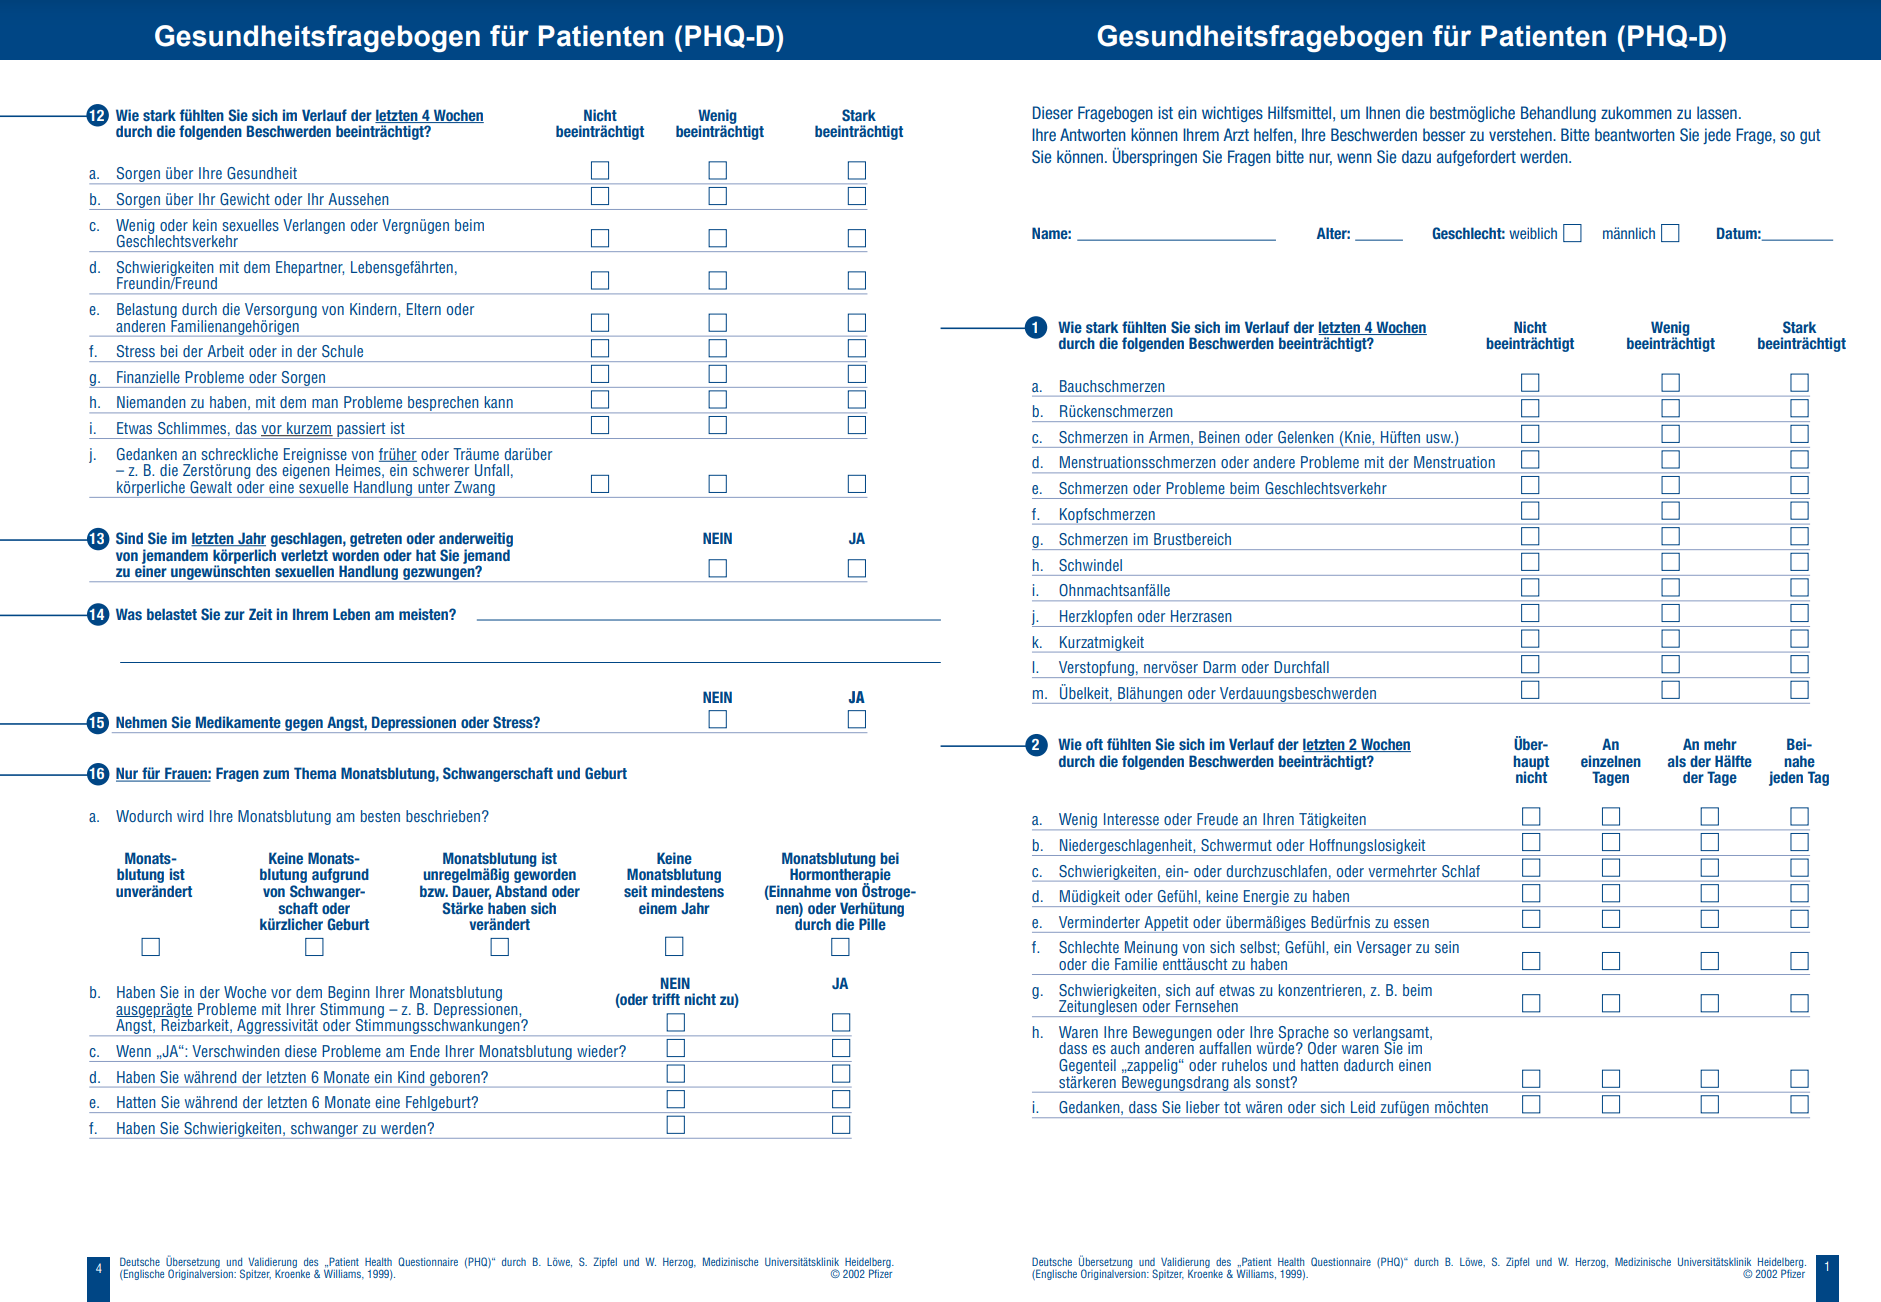 Gesundheitsfragebogen für Patienten (PHQ-D)
12 Wie stark fühlten Sie sich im Verlauf der letzten 4 Wochen
durch die folgenden Beschwerden beeinträchtigt?
Nicht
beeinträchtigt
Wenig
beeinträchtigt
Stark
beeinträchtigt
a. Sorgen über Ihre Gesundheit
b. Sorgen über Ihr Gewicht oder Ihr Aussehen
c. Wenig oder kein sexuelles Verlangen oder Vergnügen beim
Geschlechtsverkehr
d. Schwierigkeiten mit dem Ehepartner, Lebensgefährten,
Freundin/Freund
e. Belastung durch die Versorgung von Kindern, Eltern oder
anderen Familienangehörigen
f. Stress bei der Arbeit oder in der Schule
g. Finanzielle Probleme oder Sorgen
h. Niemanden zu haben, mit dem man Probleme besprechen kann
i. Etwas Schlimmes, das vor kurzem passiert ist
j. Gedanken an schreckliche Ereignisse von früher oder Träume darüber
– z. B. die Zerstörung des eigenen Heimes, ein schwerer Unfall,
körperliche Gewalt oder eine sexuelle Handlung unter Zwang
13 Sind Sie im letzten Jahr geschlagen, getreten oder anderweitig
von jemandem körperlich verletzt worden oder hat Sie jemand
zu einer ungewünschten sexuellen Handlung gezwungen?
NEIN JA
14 Was belastet Sie zur Zeit in Ihrem Leben am meisten?
NEIN JA
15 Nehmen Sie Medikamente gegen Angst, Depressionen oder Stress?
16 Nur für Frauen: Fragen zum Thema Monatsblutung, Schwangerschaft und Geburt
a. Wodurch wird Ihre Monatsblutung am besten beschrieben?
Monats-
blutung ist
unverändert
Keine Monats-
blutung aufgrund
von Schwanger-
schaft oder
kürzlicher Geburt
Monatsblutung ist
unregelmäßig geworden
bzw. Dauer, Abstand oder
Stärke haben sich
verändert
Keine
Monatsblutung
seit mindestens
einem Jahr
Monatsblutung bei
Hormontherapie
(Einnahme von Östroge-
nen) oder Verhütung
durch die Pille
NEIN
(oder trifft nicht zu)
JA
b. Haben Sie in der Woche vor dem Beginn Ihrer Monatsblutung
ausgeprägte Probleme mit Ihrer Stimmung – z. B. Depressionen,
Angst, Reizbarkeit, Aggressivität oder Stimmungsschwankungen?
c. Wenn „JA“: Verschwinden diese Probleme am Ende Ihrer Monatsblutung wieder?
d. Haben Sie während der letzten 6 Monate ein Kind geboren?
e. Hatten Sie während der letzten 6 Monate eine Fehlgeburt?
f. Haben Sie Schwierigkeiten, schwanger zu werden?
4
Deutsche Übersetzung und Validierung des „Patient Health Questionnaire (PHQ)“ durch B. Löwe, S. Zipfel und W. Herzog, Medizinische Universitätsklinik Heidelberg.
(Englische Originalversion: Spitzer, Kroenke & Williams, 1999). © 2002 Pfizer
Gesundheitsfragebogen für Patienten (PHQ-D)
Dieser Fragebogen ist ein wichtiges Hilfsmittel, um Ihnen die bestmögliche Behandlung zukommen zu lassen.
Ihre Antworten können Ihrem Arzt helfen, Ihre Beschwerden besser zu verstehen. Bitte beantworten Sie jede Frage, so gut
Sie können. Überspringen Sie Fragen bitte nur, wenn Sie dazu aufgefordert werden.
Name: Alter: Geschlecht: weiblich männlich Datum:
1 Wie stark fühlten Sie sich im Verlauf der letzten 4 Wochen
durch die folgenden Beschwerden beeinträchtigt?
Nicht
beeinträchtigt
Wenig
beeinträchtigt
Stark
beeinträchtigt
a. Bauchschmerzen
b. Rückenschmerzen
c. Schmerzen in Armen, Beinen oder Gelenken (Knie, Hüften usw.)
d. Menstruationsschmerzen oder andere Probleme mit der Menstruation
e. Schmerzen oder Probleme beim Geschlechtsverkehr
f. Kopfschmerzen
g. Schmerzen im Brustbereich
h. Schwindel
i. Ohnmachtsanfälle
j. Herzklopfen oder Herzrasen
k. Kurzatmigkeit
l. Verstopfung, nervöser Darm oder Durchfall
m. Übelkeit, Blähungen oder Verdauungsbeschwerden
2 Wie oft fühlten Sie sich im Verlauf der letzten 2 Wochen
durch die folgenden Beschwerden beeinträchtigt?
Über-
haupt
nicht
An
einzelnen
Tagen
An mehr
als der Hälfte
der Tage
Bei-
nahe
jeden Tag
a. Wenig Interesse oder Freude an Ihren Tätigkeiten
b. Niedergeschlagenheit, Schwermut oder Hoffnungslosigkeit
c. Schwierigkeiten, ein- oder durchzuschlafen, oder vermehrter Schlaf
d. Müdigkeit oder Gefühl, keine Energie zu haben
e. Verminderter Appetit oder übermäßiges Bedürfnis zu essen
f. Schlechte Meinung von sich selbst; Gefühl, ein Versager zu sein
oder die Familie enttäuscht zu haben
g. Schwierigkeiten, sich auf etwas zu konzentrieren, z. B. beim
Zeitunglesen oder Fernsehen
h. Waren Ihre Bewegungen oder Ihre Sprache so verlangsamt,
dass es auch anderen auffallen würde? Oder waren Sie im
Gegenteil „zappelig“ oder ruhelos und hatten dadurch einen
stärkeren Bewegungsdrang als sonst?
i. Gedanken, dass Sie lieber tot wären oder sich Leid zufügen möchten
Deutsche Übersetzung und Validierung des „Patient Health Questionnaire (PHQ)“ durch B. Löwe, S. Zipfel und W. Herzog, Medizinische Universitätsklinik Heidelberg.
(Englische Originalversion: Spitzer, Kroenke & Williams, 1999). © 2002 Pfizer
1